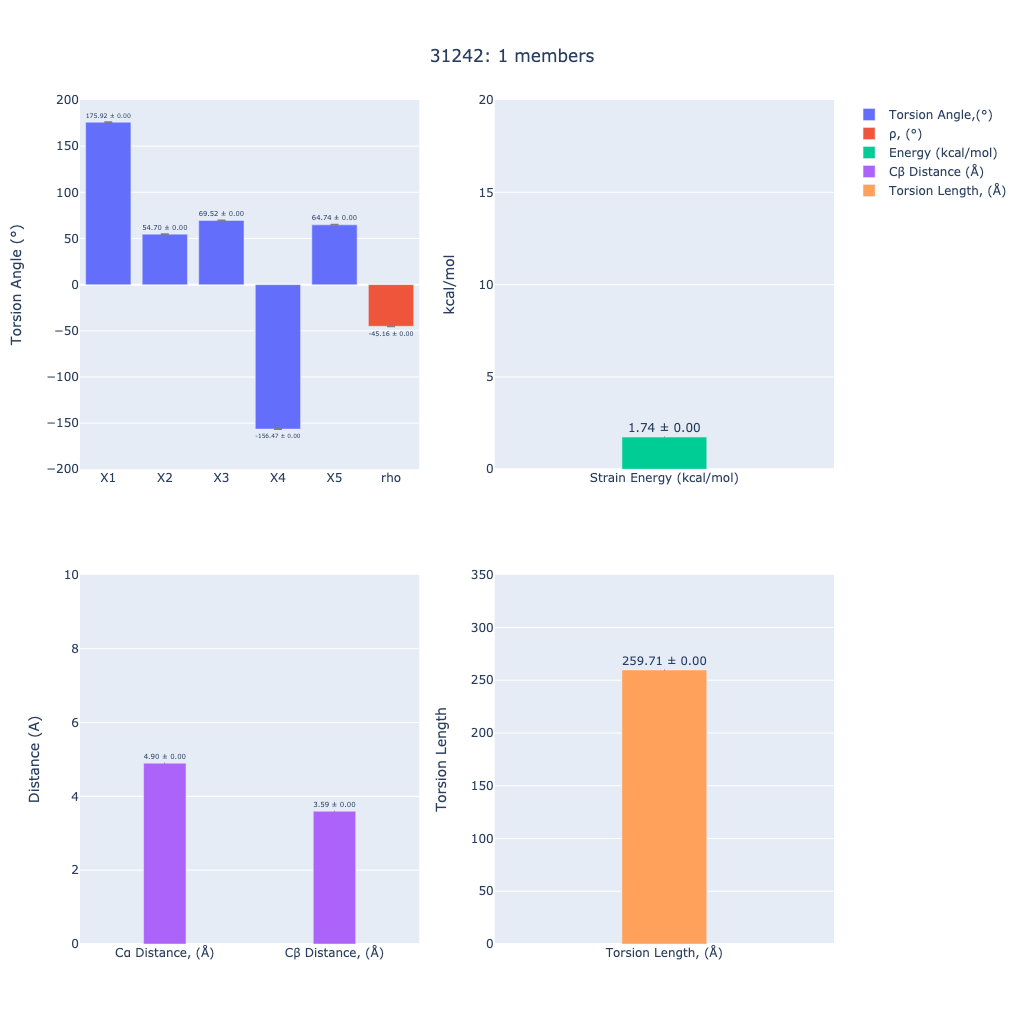 31242: 1 members
Torsion Angle (°)
200
150
100
50
0
−50
−100
−150
−200
175.92 ± 0.00
54.70 ± 0.00
69.52 ± 0.00
-156.47 ± 0.00
64.74 ± 0.00
-45.16 ± 0.00
X1 X2 X3 X4 X5 rho
kcal/mol
20
15
10
5
0
1.74 ± 0.00
Strain Energy (kcal/mol)
Torsion Angle,(°)
ρ, (°)
Energy (kcal/mol)
Cβ Distance (Å)
Torsion Length, (Å)
Distance (A)
10
8
6
4
2
0
4.90 ± 0.00
3.59 ± 0.00
Cα Distance, (Å) Cβ Distance, (Å)
Torsion Length
350
300
250
200
150
100
50
0
259.71 ± 0.00
Torsion Length, (Å)